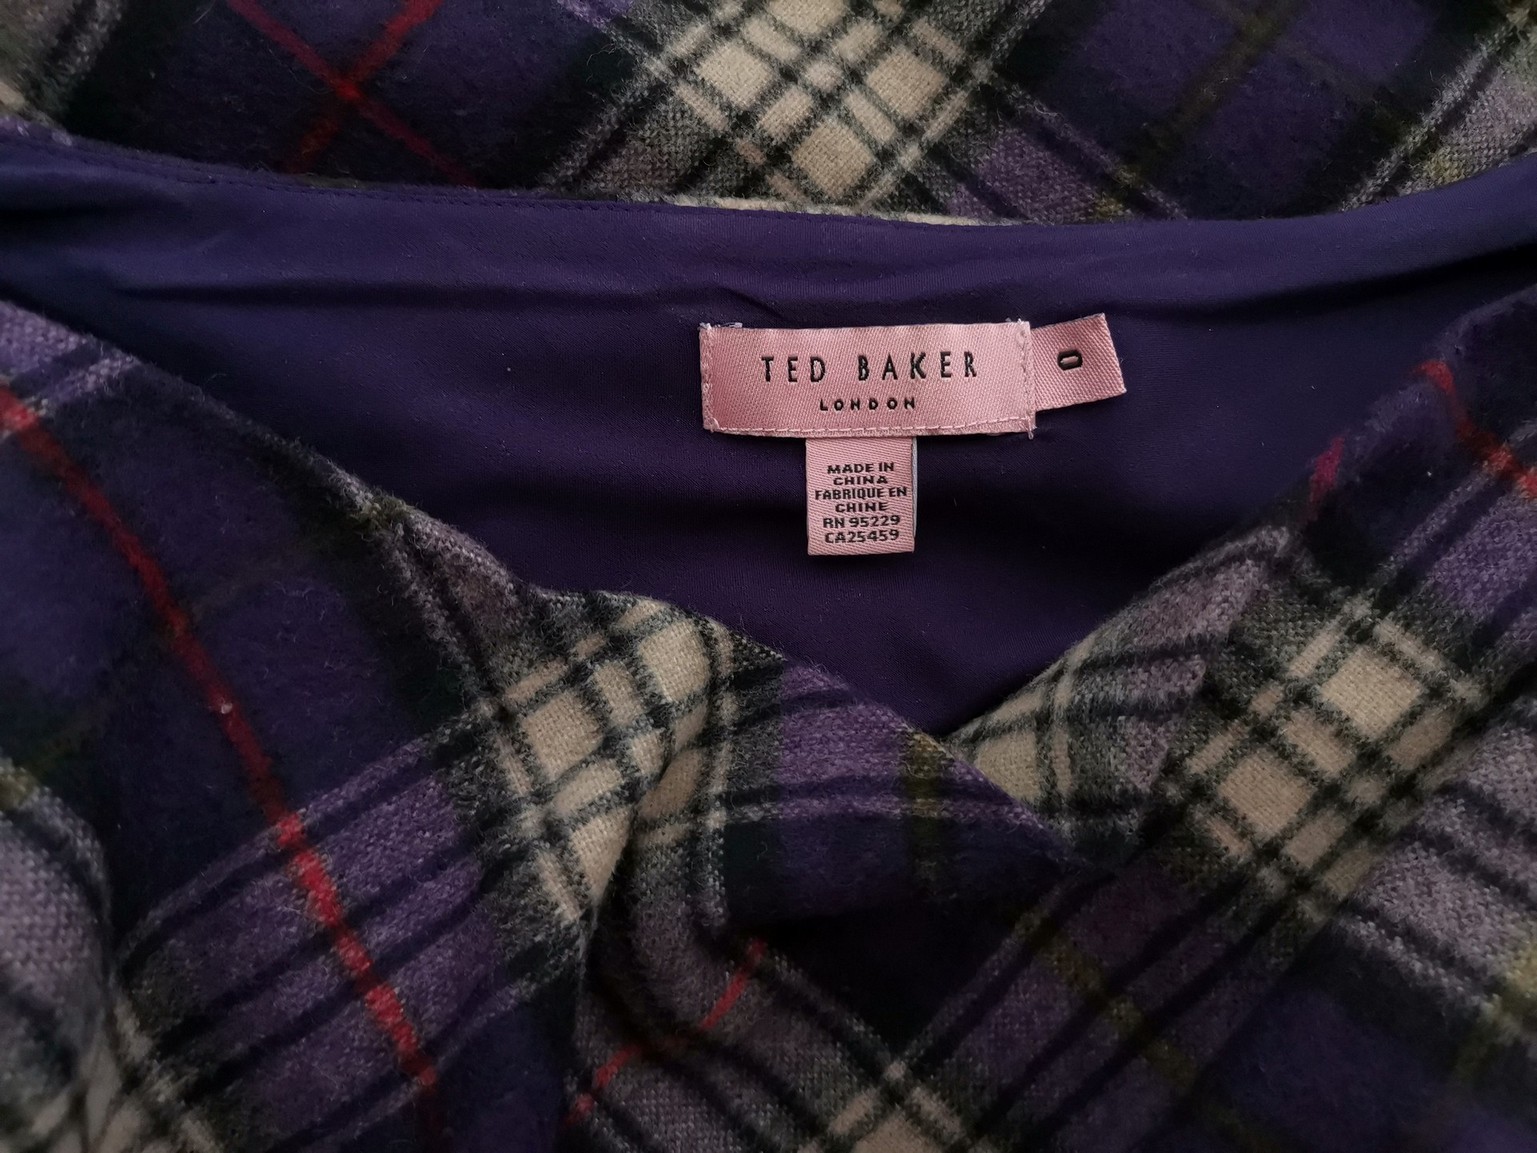 TED BAKER
LONDON
0
MADE IN
CHINA
FABRIQUE EN
CHINE
RN 95229
CA25459